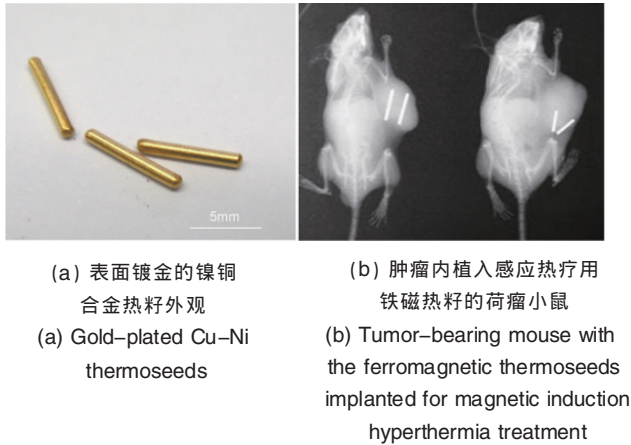 5mm
(a) 表面镀金的镍铜
合金热籽外观
(a) Gold-plated Cu-Ni
thermoseeds
(b) 肿瘤内植入感应热疗用
铁磁热籽的荷瘤小鼠
(b) Tumor-bearing mouse with
the ferromagnetic thermoseeds
implanted for magnetic induction
hyperthermia treatment